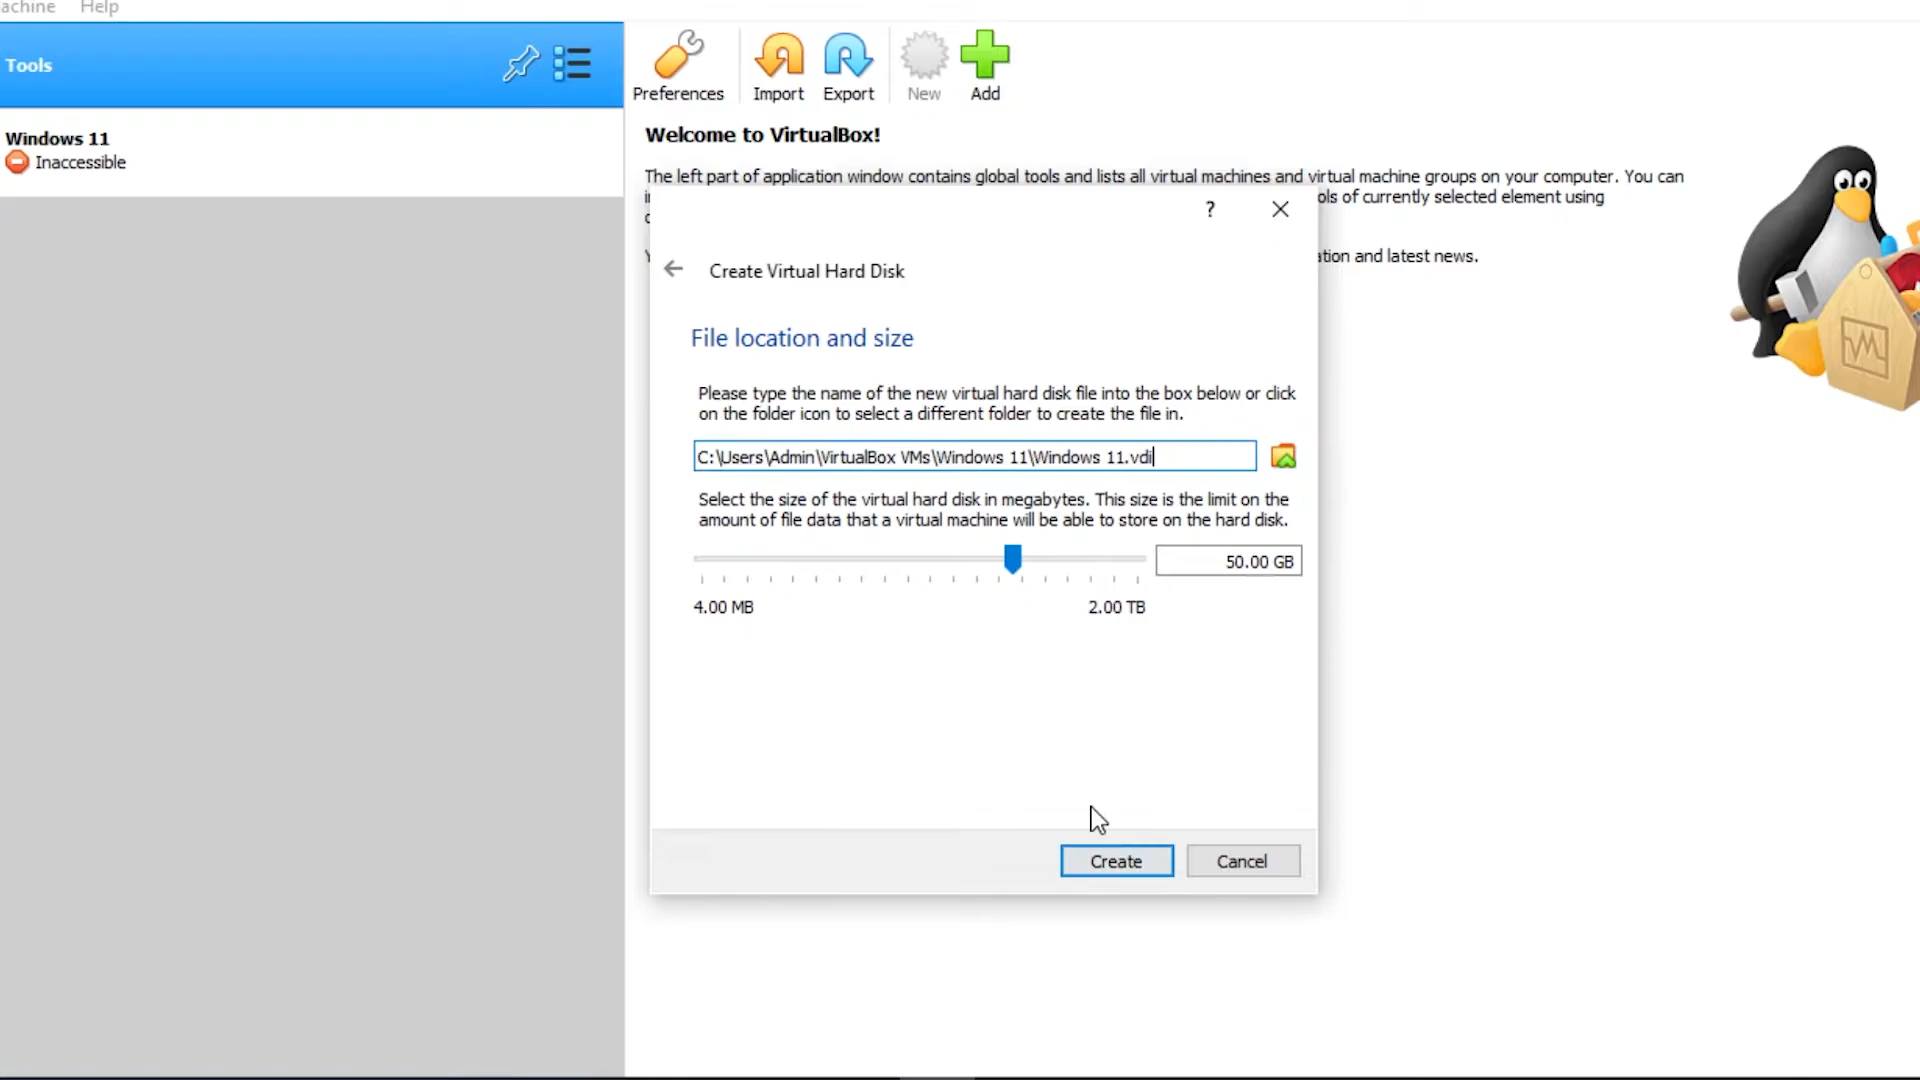 achine Help
Tools
Preferences Import Export New Add
Windows 11
Inaccessible
Welcome to VirtualBox!
The left part of application window contains global tools and lists all virtual machines and virtual machine groups on your computer. You can
ols of currently selected element using
ation and latest news.
?
Create Virtual Hard Disk
File location and size
Please type the name of the new virtual hard disk file into the box below or click
on the folder icon to select a different folder to create the file in.
C:\Users\Admin\VirtualBox VMs\Windows 11\Windows 11.vdi
Select the size of the virtual hard disk in megabytes. This size is the limit on the
amount of file data that a virtual machine will be able to store on the hard disk.
50.00 GB
4.00 MB 2.00 TB
Create Cancel